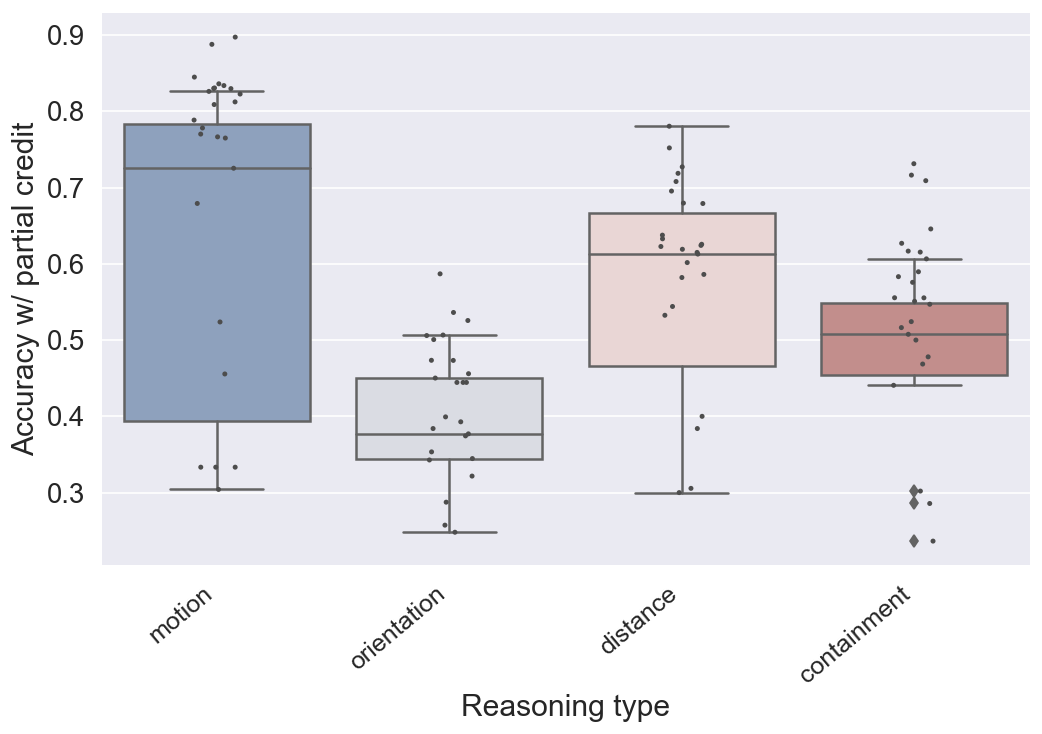 Accuracy w/ partial credit
0.9
0.8
0.7
0.6
0.5
0.4
0.3
motion
orientation
distance
containment
Reasoning type